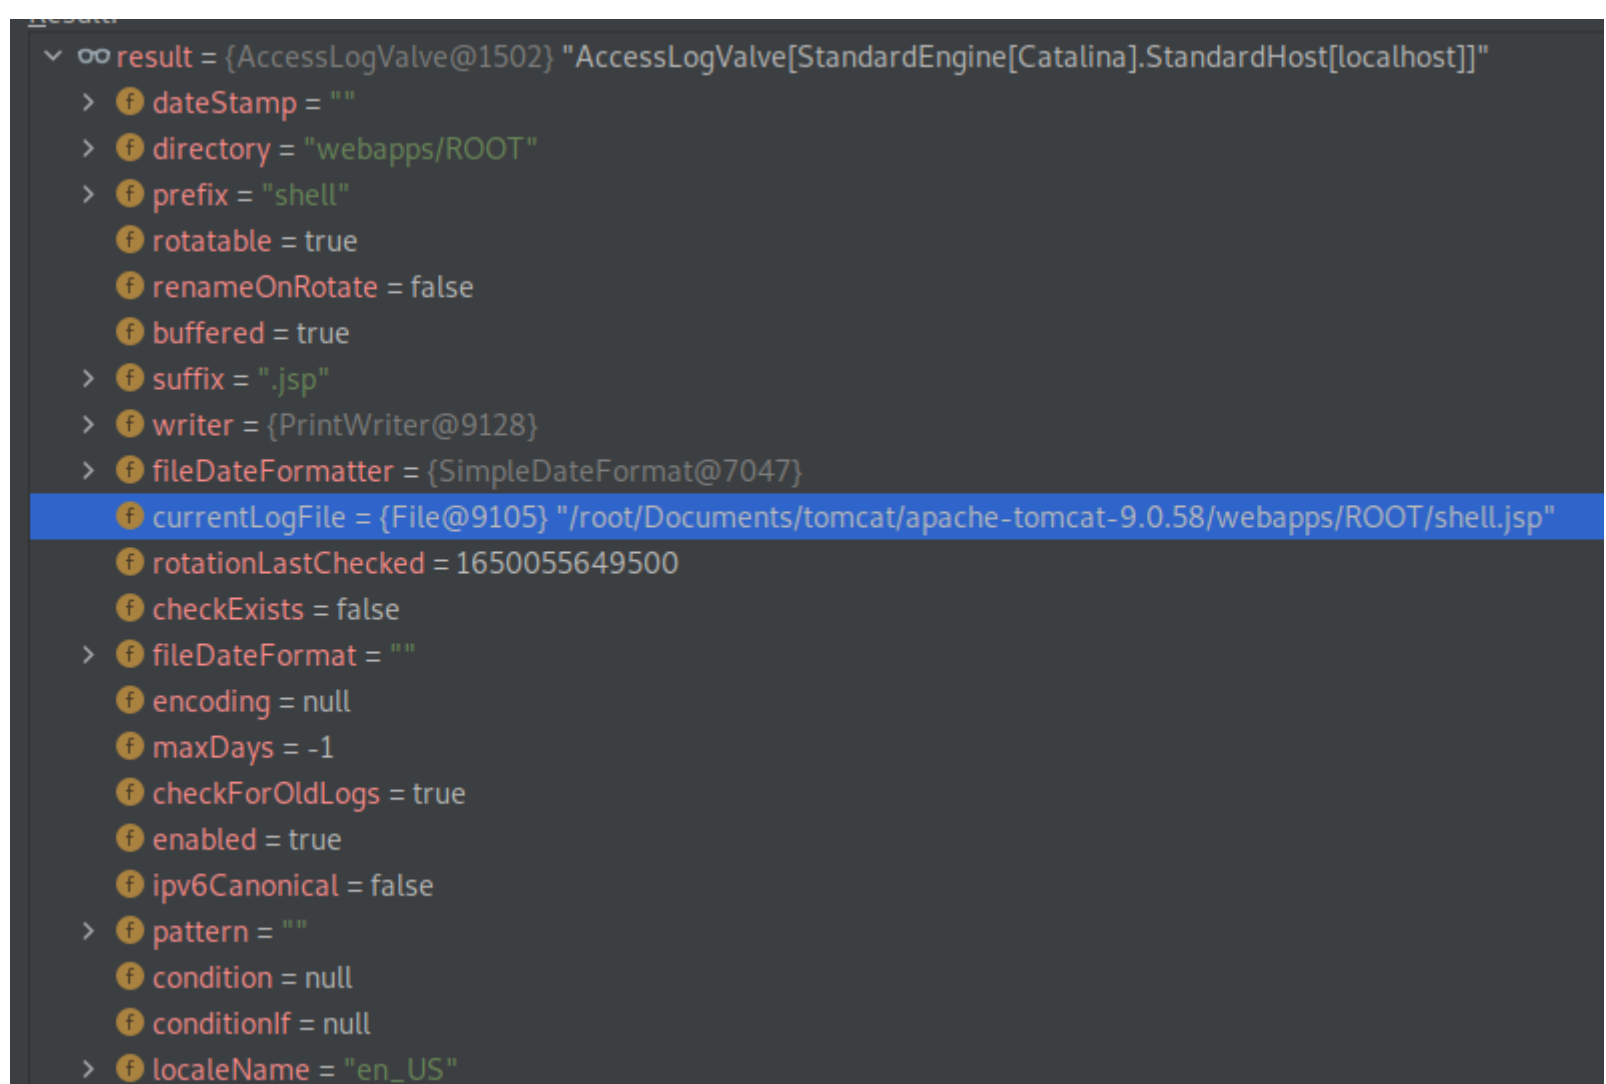 Result:
result = {AccessLogValve@1502} "AccessLogValve[StandardEngine[Catalina].StandardHost[localhost]]"
f dateStamp = ""
f directory = "webapps/ROOT"
f prefix = "shell"
f rotatable = true
f renameOnRotate = false
f buffered = true
f suffix = ".jsp"
f writer = {PrintWriter@9128}
f fileDateFormatter = {SimpleDateFormat@7047}
f currentLogFile = {File@9105} "/root/Documents/tomcat/apache-tomcat-9.0.58/webapps/ROOT/shell.jsp"
f rotationLastChecked = 1650055649500
f checkExists = false
f fileDateFormat = ""
f encoding = null
f maxDays = -1
f checkForOldLogs = true
f enabled = true
f ipv6Canonical = false
f pattern = ""
f condition = null
f conditionIf = null
f localeName = "en_US"